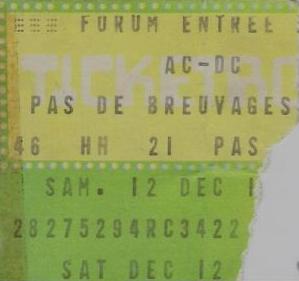 FORUM ENTREE
TICKETRO
AC-DC
PAS DE BREUVAGES
46 HH 21 PAS
SAM. 12 DEC 1
28275294RC3422
SAT DEC 12